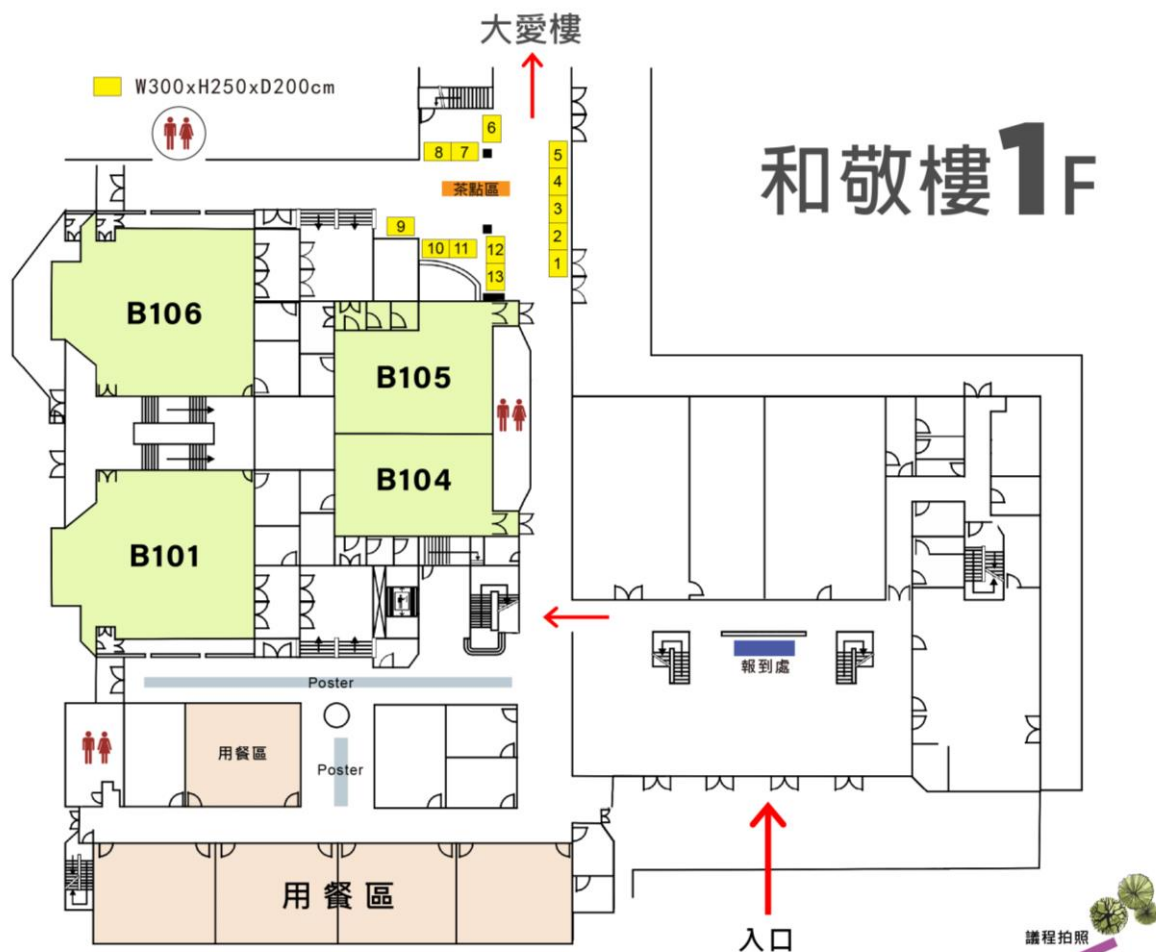 大愛樓
W300xH250xD200cm
和敬樓1F
6
8 7
5
4
3
2
1
茶點區
9
10 11
12
13
B106
B105
B104
B101
報到處
Poster
用餐區
Poster
用餐區
入口
議程拍照